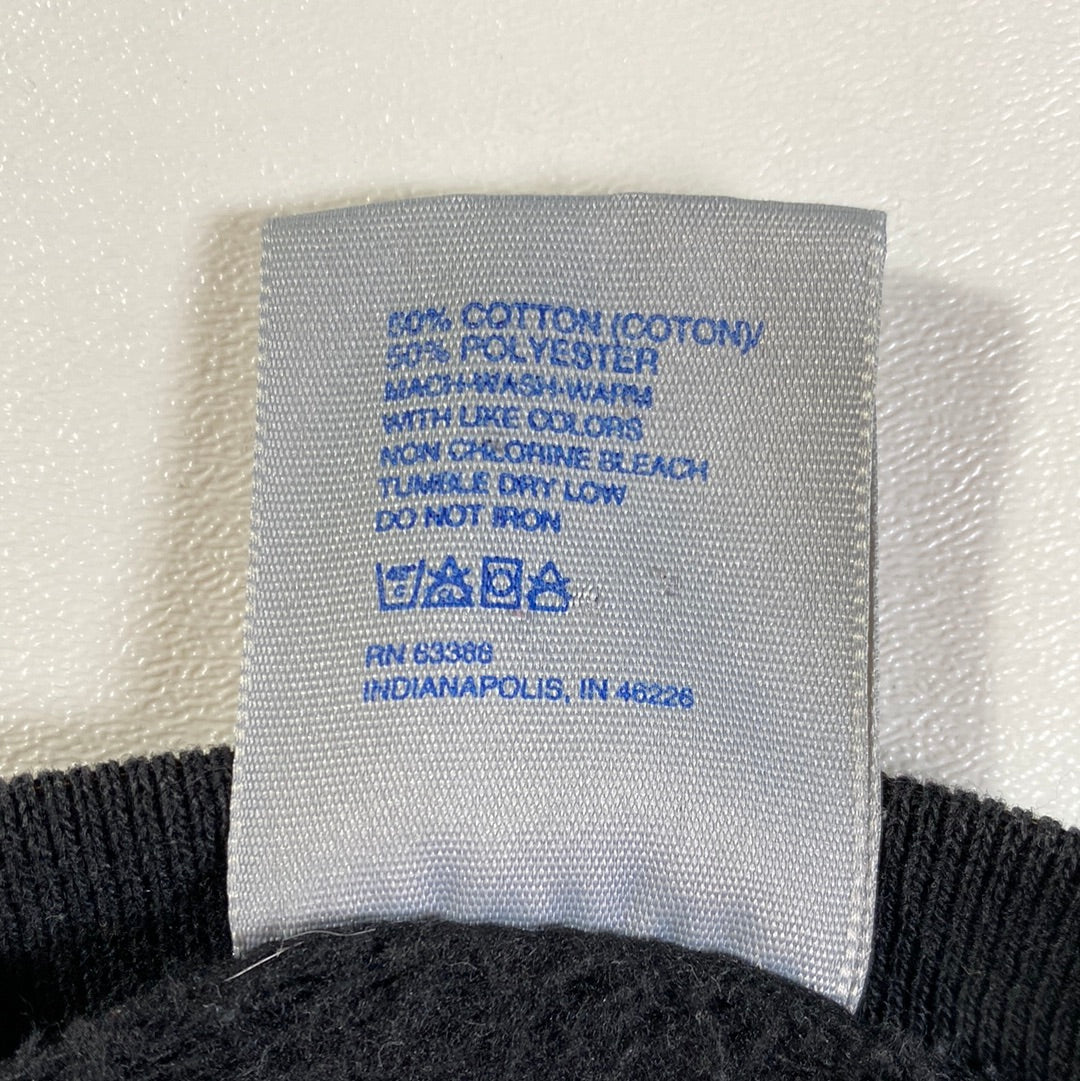 50% COTTON (COTON)/
50% POLYESTER
MACH-WASH-WARM
WITH LIKE COLORS
NON CHLORINE BLEACH
TUMBLE DRY LOW
DO NOT IRON
RN 63386
INDIANAPOLIS, IN 46226